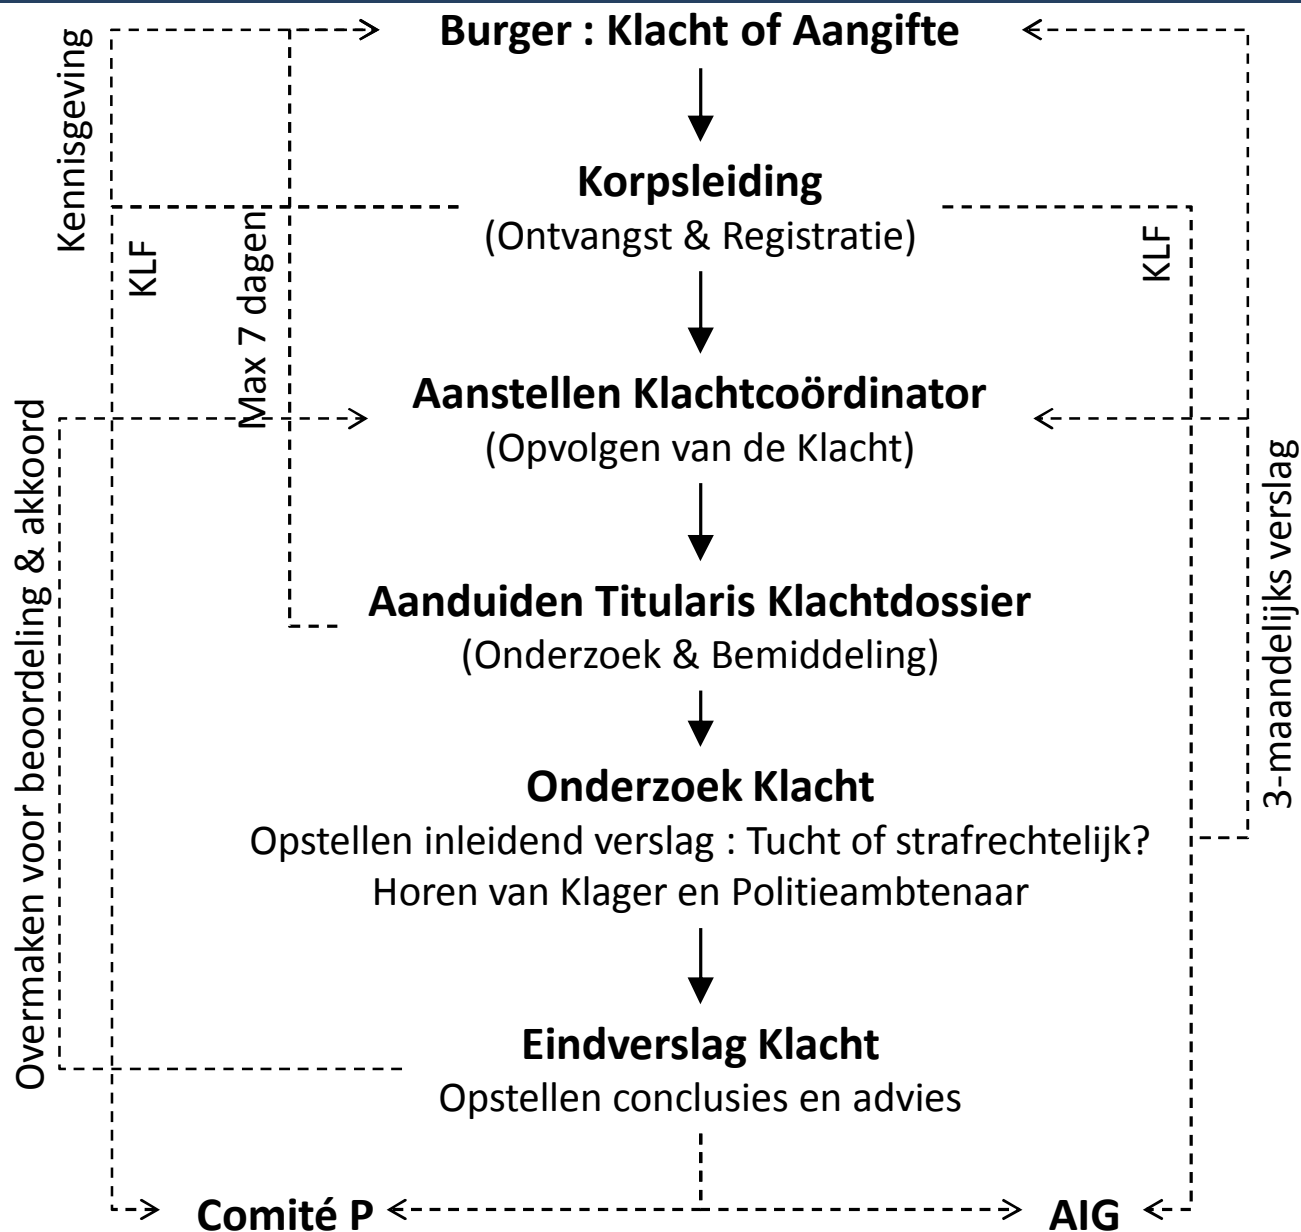 Burger : Klacht of Aangifte
Kennisgeving
Korpsleiding
(Ontvangst & Registratie)
KLF
Max 7 dagen
KLF
Aanstellen Klachtcoördinator
(Opvolgen van de Klacht)
Overmaken voor beoordeling & akkoord
3-maandelijks verslag
Aanduiden Titularis Klachtdossier
(Onderzoek & Bemiddeling)
Onderzoek Klacht
Opstellen inleidend verslag : Tucht of strafrechtelijk?
Horen van Klager en Politieambtenaar
Eindverslag Klacht
Opstellen conclusies en advies
Comité P
AIG